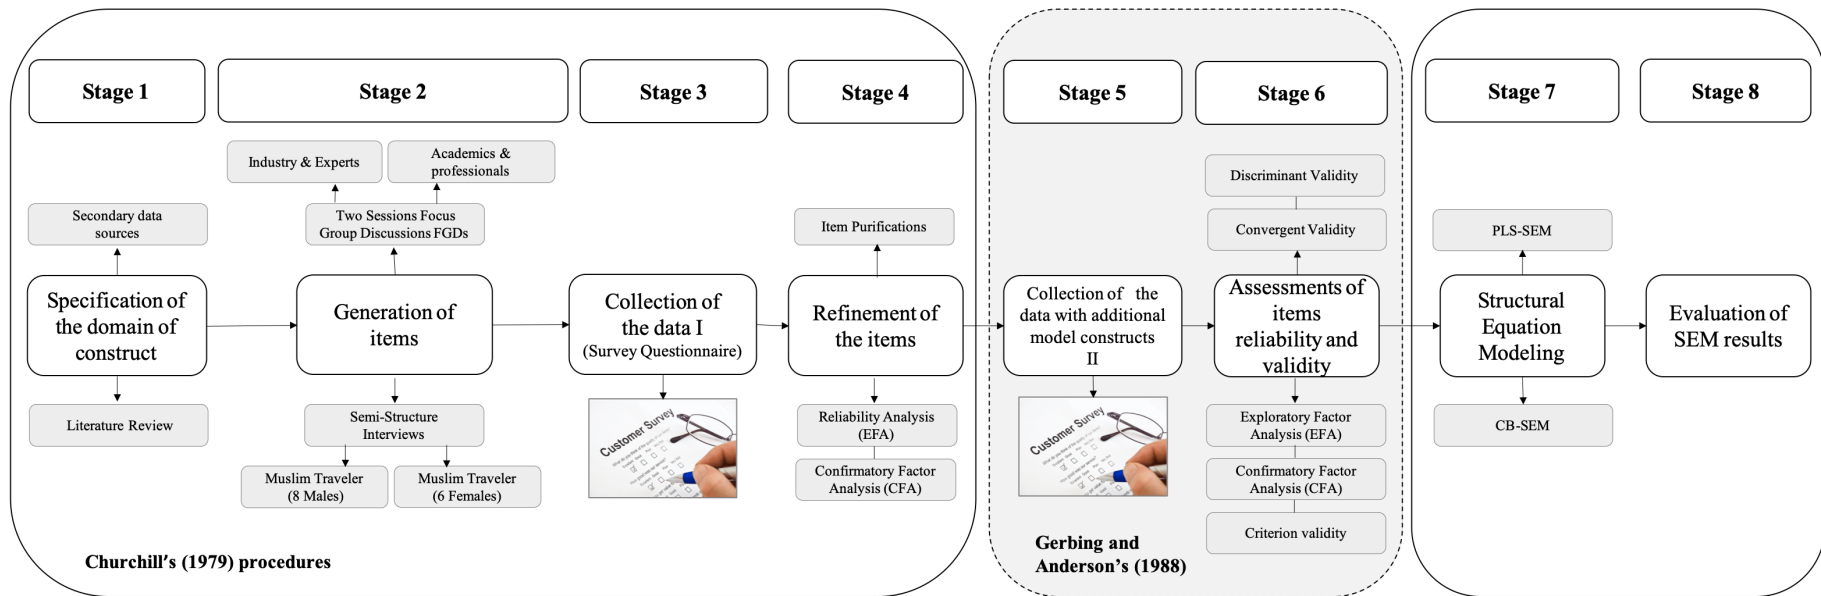 Stage 1
Stage 2
Stage 3
Stage 4
Stage 5
Stage 6
Stage 7
Stage 8
Industry & Experts
Academics &
professionals
Secondary data
sources
Two Sessions Focus
Group Discussions FGDs
Item Purifications
Discriminant Validity
Convergent Validity
PLS-SEM
Specification of
the domain of
construct
Generation of
items
Collection of
the data I
(Survey Questionnaire)
Refinement of
the items
Collection of the
data with additional
model constructs
II
Assessments of
items
reliability and
validity
Structural
Equation
Modeling
Evaluation of
SEM results
Literature Review
Semi-Structure
Interviews
Muslim Traveler
(8 Males)
Muslim Traveler
(6 Females)
Customer Survey
Reliability Analysis
(EFA)
Confirmatory Factor
Analysis (CFA)
Customer Survey
Exploratory Factor
Analysis (EFA)
Confirmatory Factor
Analysis (CFA)
Criterion validity
CB-SEM
Churchill's (1979) procedures
Gerbing and
Anderson's (1988)